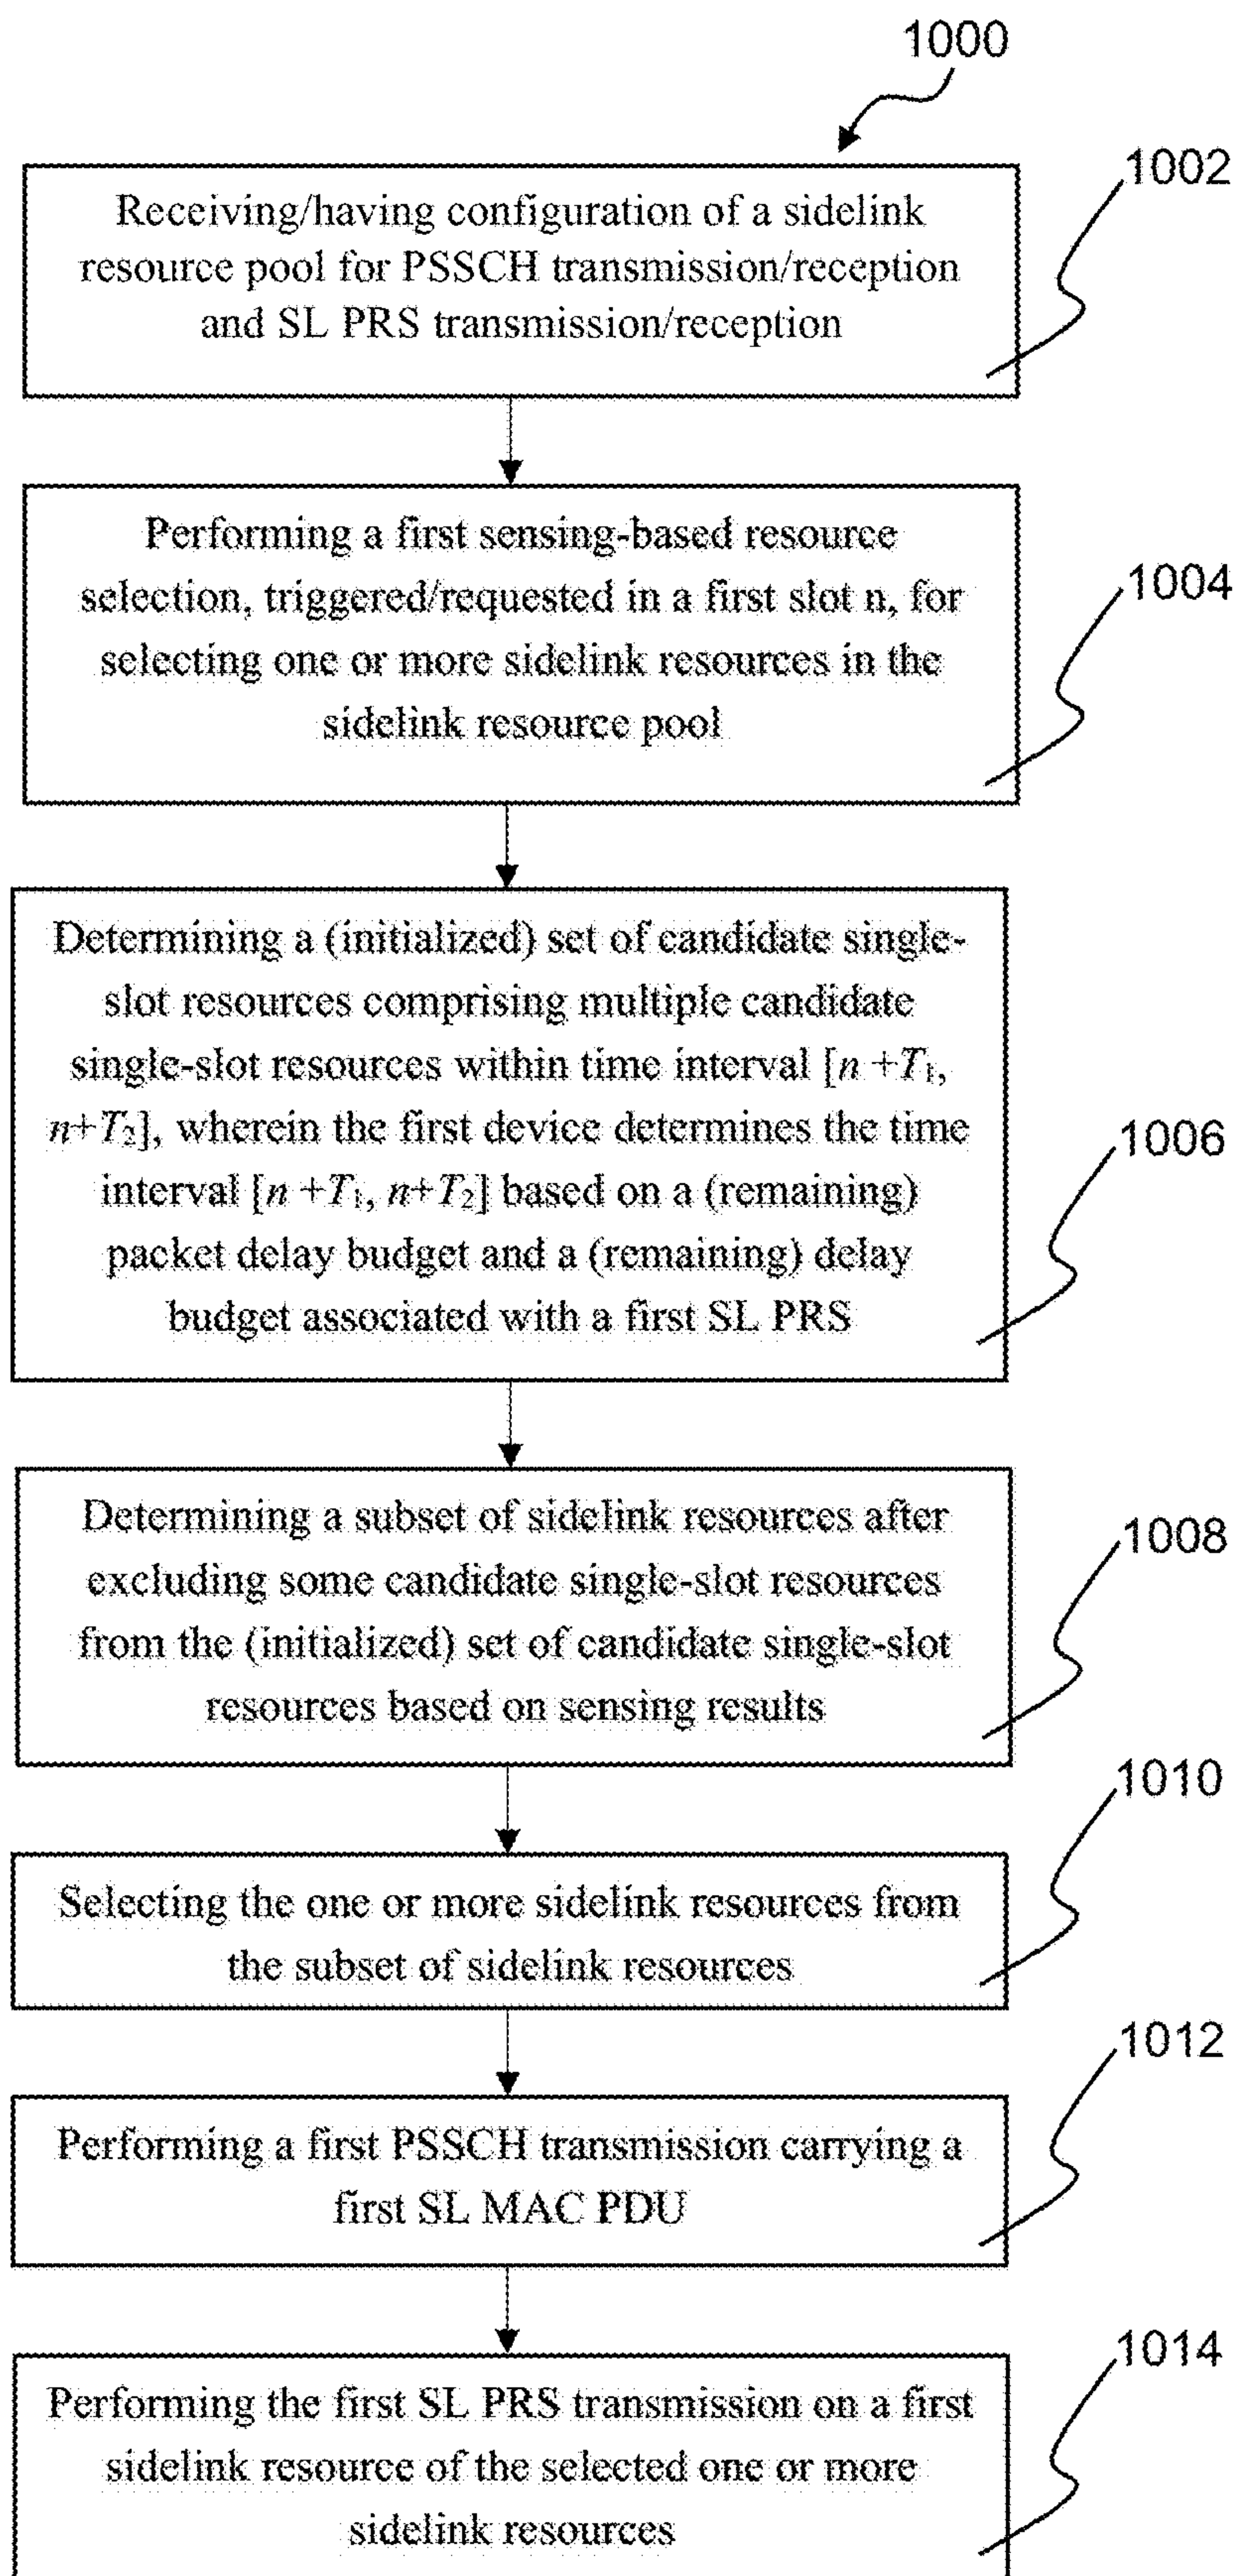 1000
1002
Receiving/having configuration of a sidelink
resource pool for PSSCH transmission/reception
and SL PRS transmission/reception
1004
Performing a first sensing-based resource
selection, triggered/requested in a first slot n, for
selecting one or more sidelink resources in the
sidelink resource pool
1006
Determining a (initialized) set of candidate single-
slot resources comprising multiple candidate
single-slot resources within time interval [n +T₁,
n+T₂], wherein the first device determines the time
interval [n +T₁, n+T₂] based on a (remaining)
packet delay budget and a (remaining) delay
budget associated with a first SL PRS
1008
Determining a subset of sidelink resources after
excluding some candidate single-slot resources
from the (initialized) set of candidate single-slot
resources based on sensing results
1010
Selecting the one or more sidelink resources from
the subset of sidelink resources
1012
Performing a first PSSCH transmission carrying a
first SL MAC PDU
1014
Performing the first SL PRS transmission on a first
sidelink resource of the selected one or more
sidelink resources